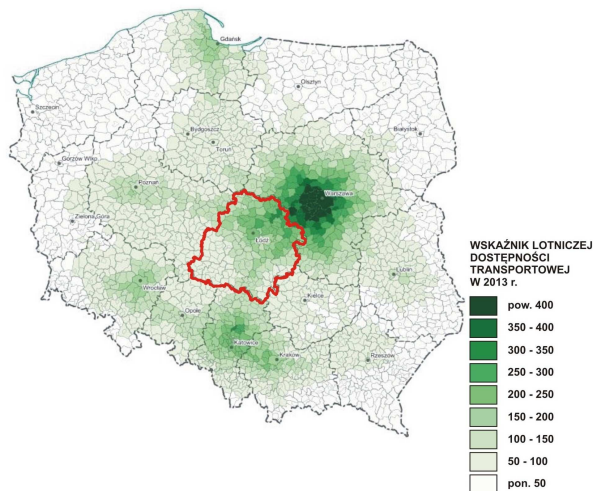 Gdańsk
Olsztyn
Szczecin
Bydgoszcz
Białystok
Toruń
Gorzów Wlkp.
Poznań
Warszawa
Zielona Góra
Łódź
Lublin
Wrocław
Kielce
Opole
Katowice
Kraków
Rzeszów
WSKAŹNIK LOTNICZEJ
DOSTĘPNOŚCI
TRANSPORTOWEJ
W 2013 r.
pow. 400
350 - 400
300 - 350
250 - 300
200 - 250
150 - 200
100 - 150
50 - 100
pon. 50